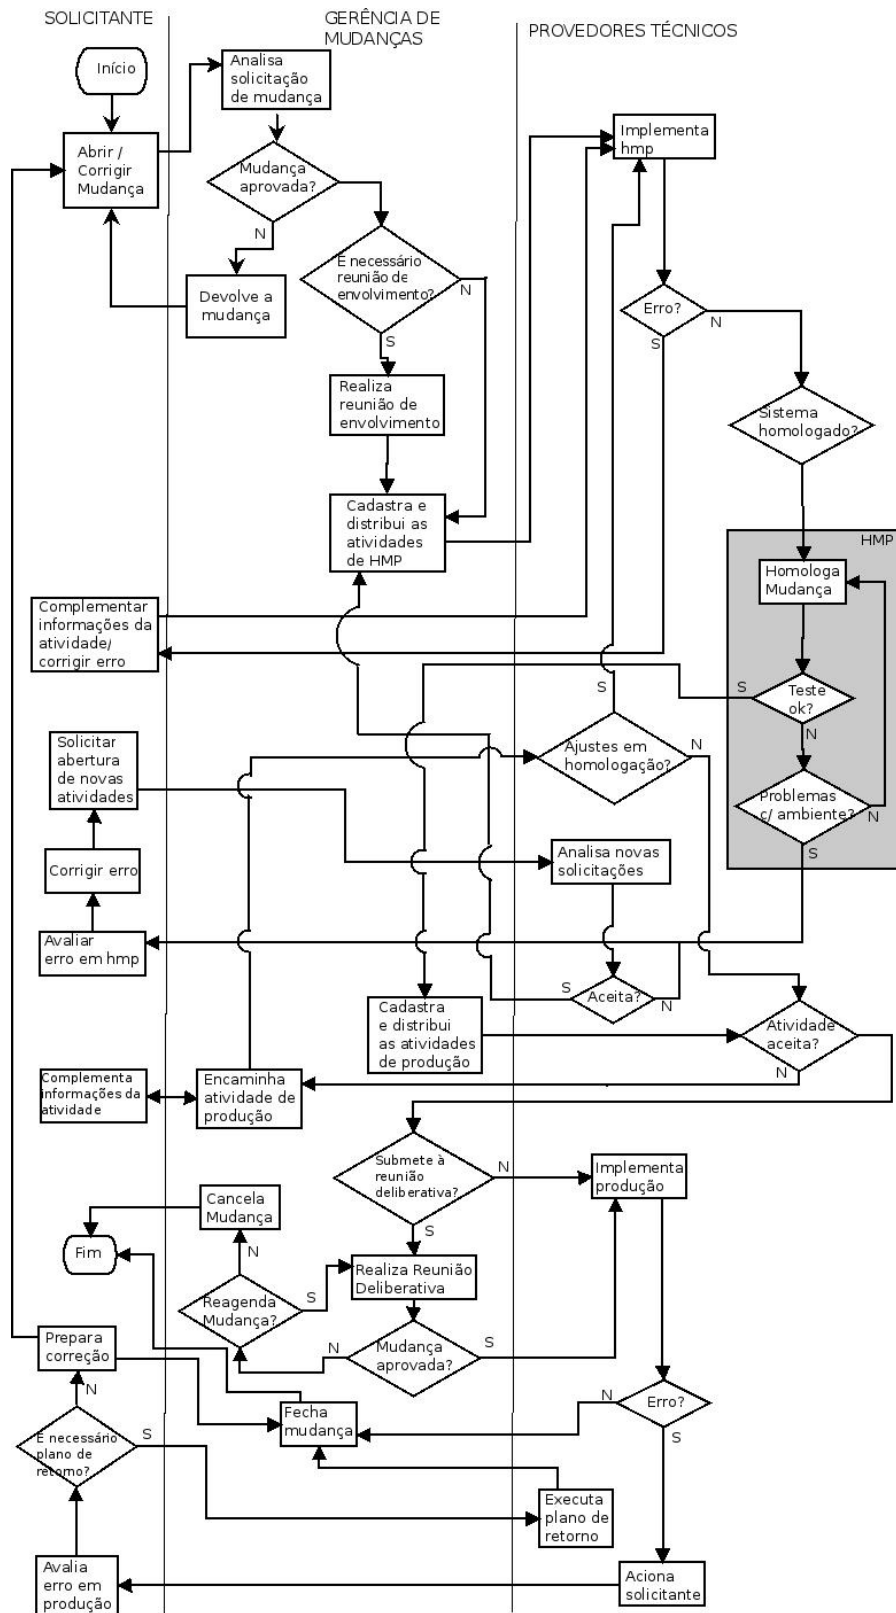 SOLICITANTE
GERÊNCIA DE
MUDANÇAS
PROVEDORES TÉCNICOS
Início
Analisa
solicitação
de mudança
Implementa
hmp
Abrir /
Corrigir
Mudança
Mudança
aprovada?
N
É necessário
reunião de
envolvimento?
N
S
Devolve a
mudança
Erro?
N
S
Realiza
reunião de
envolvimento
Sistema
homologado?
Cadastra e
distribui as
atividades
de HMP
HMP
Homologa
Mudança
Complementar
informações da
atividade/
corrigir erro
S
Teste
ok?
N
S
Solicitar
abertura
de novas
atividades
Ajustes em
homologação?
N
Problemas
c/ ambiente?
N
S
Corrigir erro
Analisa novas
solicitações
Avaliar
erro em hmp
S
Aceita?
N
Cadastra
e distribui
as atividades
de produção
Atividade
aceita?
N
Complementa
informações da
atividade
Encaminha
atividade de
produção
Submete à
reunião
deliberativa?
N
S
Implementa
produção
Cancela
Mudança
Fim
N
Realiza Reunião
Deliberativa
Reagenda
Mudança?
S
N
Mudança
aprovada?
S
Prepara
correção
N
Fecha
mudança
N
Erro?
S
É necessário
plano de
retorno?
S
Executa
plano de
retorno
Avalia
erro em
produção
Aciona
solicitante